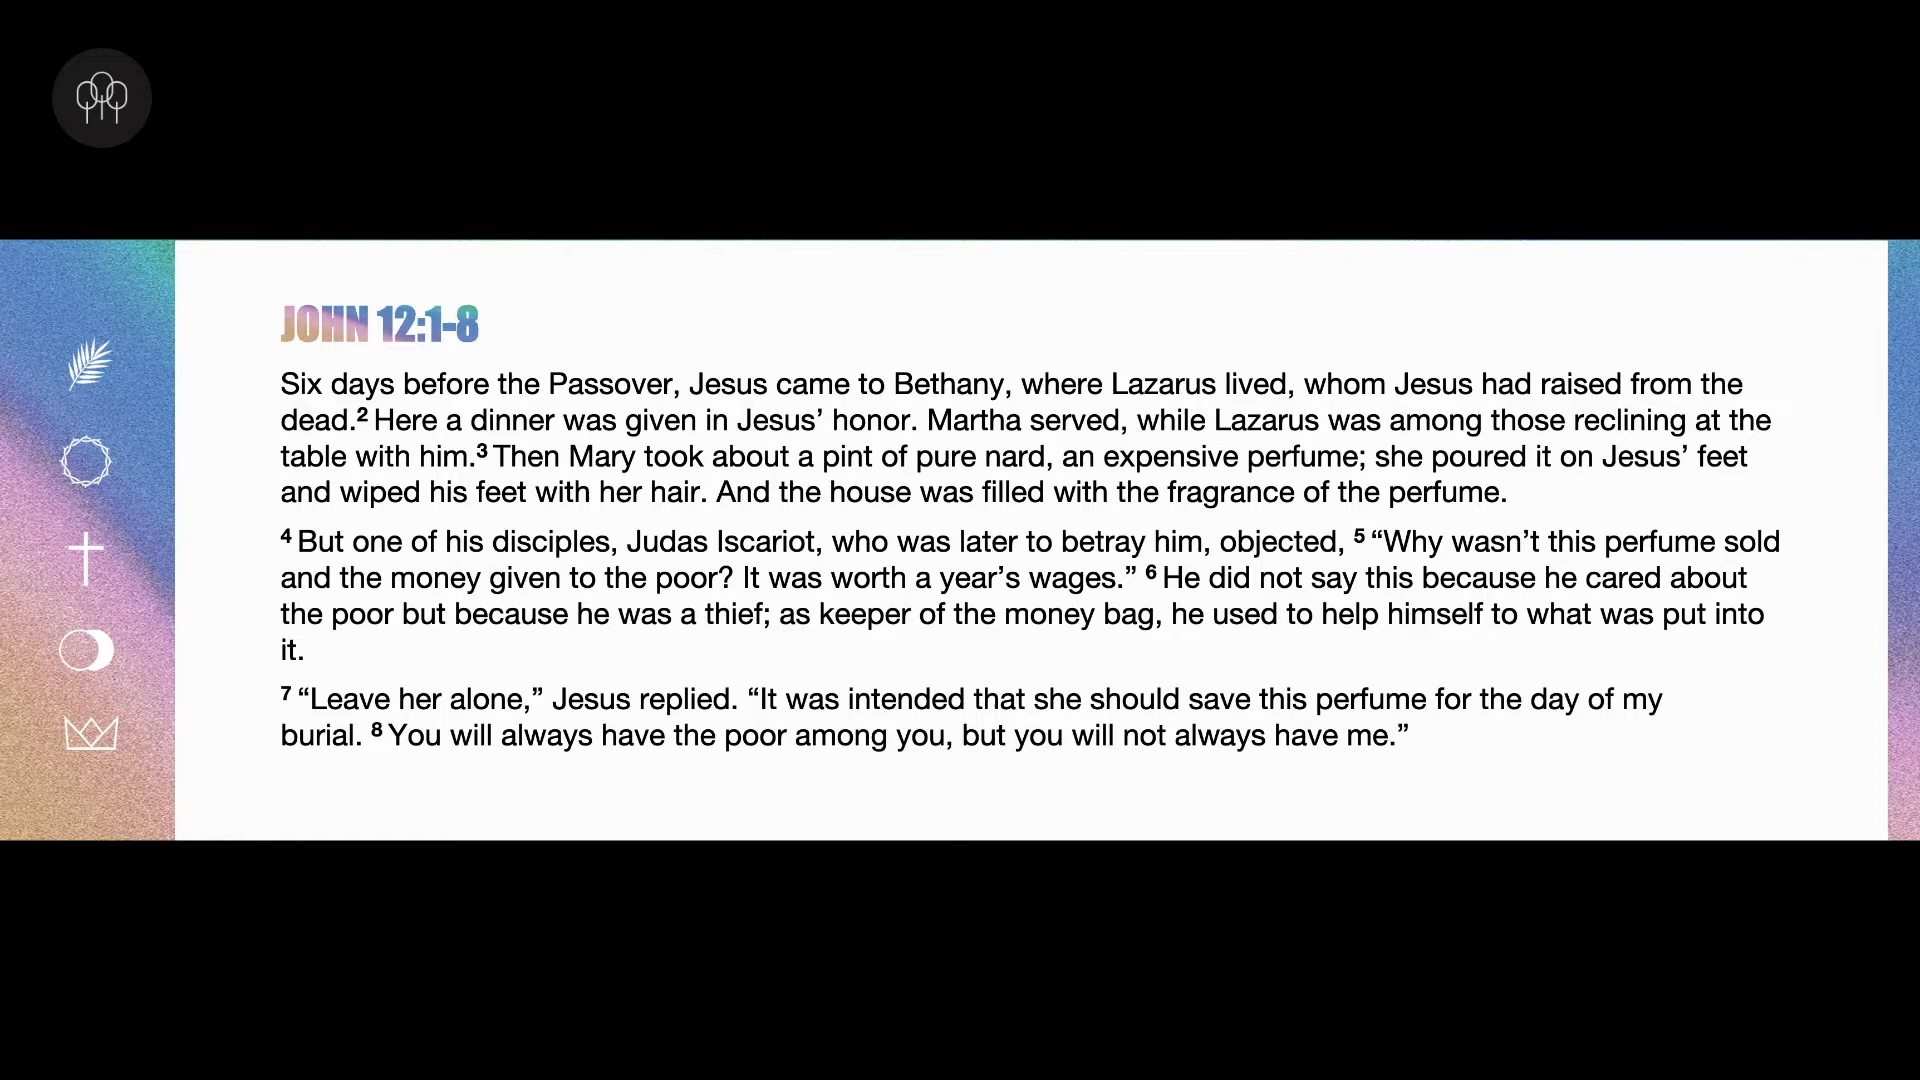 JOHN 12:1-8
Six days before the Passover, Jesus came to Bethany, where Lazarus lived, whom Jesus had raised from the
dead.² Here a dinner was given in Jesus’ honor. Martha served, while Lazarus was among those reclining at the
table with him.³ Then Mary took about a pint of pure nard, an expensive perfume; she poured it on Jesus’ feet
and wiped his feet with her hair. And the house was filled with the fragrance of the perfume.
⁴ But one of his disciples, Judas Iscariot, who was later to betray him, objected, ⁵ “Why wasn’t this perfume sold
and the money given to the poor? It was worth a year’s wages.” ⁶ He did not say this because he cared about
the poor but because he was a thief; as keeper of the money bag, he used to help himself to what was put into
it.
⁷ “Leave her alone,” Jesus replied. “It was intended that she should save this perfume for the day of my
burial. ⁸ You will always have the poor among you, but you will not always have me.”